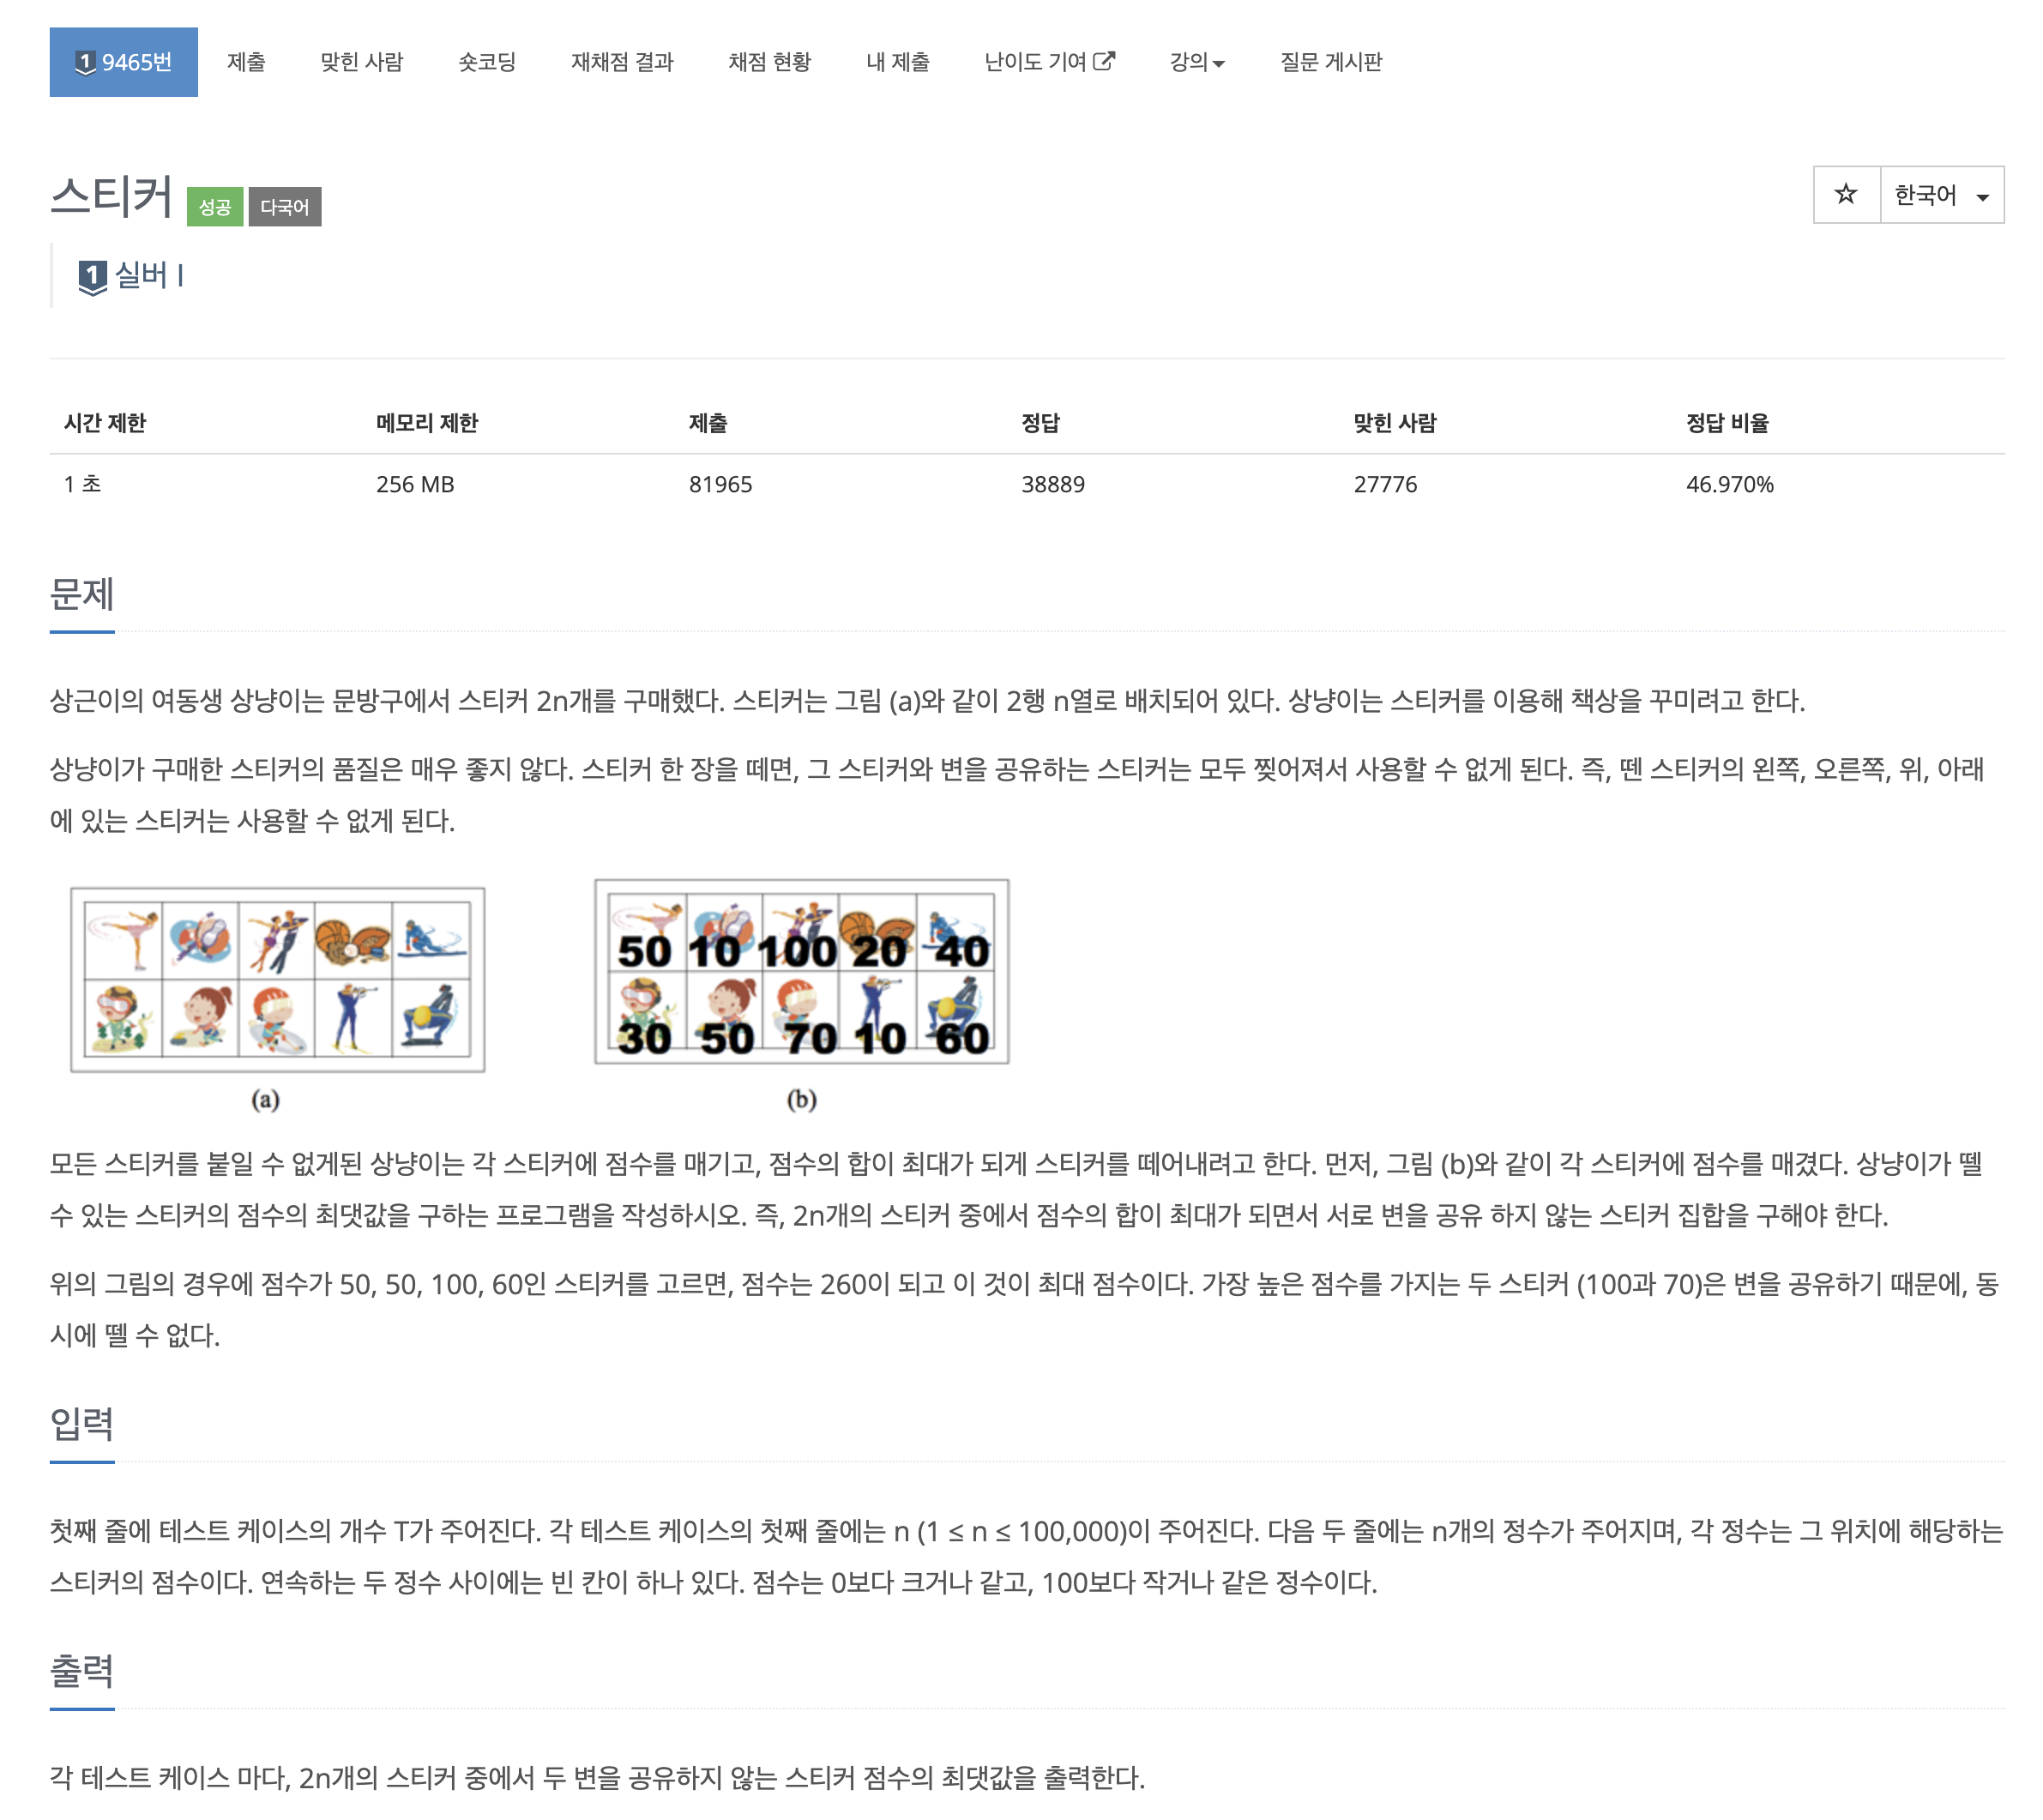 1 9465번 제출 맞힌 사람 숏코딩 재채점 결과 채점 현황 내 제출 난이도 기여 강의 질문 게시판
스티커 성공 다국어 ☆ 한국어
1 실버 I
시간 제한 메모리 제한 제출 정답 맞힌 사람 정답 비율
1 초 256 MB 81965 38889 27776 46.970%
문제
상근이의 여동생 상냥이는 문방구에서 스티커 2n개를 구매했다. 스티커는 그림 (a)와 같이 2행 n열로 배치되어 있다. 상냥이는 스티커를 이용해 책상을 꾸미려고 한다.
상냥이가 구매한 스티커의 품질은 매우 좋지 않다. 스티커 한 장을 떼면, 그 스티커와 변을 공유하는 스티커는 모두 찢어져서 사용할 수 없게 된다. 즉, 뗀 스티커의 왼쪽, 오른쪽, 위, 아래
에 있는 스티커는 사용할 수 없게 된다.
50 10 100 20 40
30 50 70 10 60
(a) (b)
모든 스티커를 붙일 수 없게된 상냥이는 각 스티커에 점수를 매기고, 점수의 합이 최대가 되게 스티커를 떼어내려고 한다. 먼저, 그림 (b)와 같이 각 스티커에 점수를 매겼다. 상냥이가 뗄
수 있는 스티커의 점수의 최댓값을 구하는 프로그램을 작성하시오. 즉, 2n개의 스티커 중에서 점수의 합이 최대가 되면서 서로 변을 공유 하지 않는 스티커 집합을 구해야 한다.
위의 그림의 경우에 점수가 50, 50, 100, 60인 스티커를 고르면, 점수는 260이 되고 이 것이 최대 점수이다. 가장 높은 점수를 가지는 두 스티커 (100과 70)은 변을 공유하기 때문에, 동
시에 뗄 수 없다.
입력
첫째 줄에 테스트 케이스의 개수 T가 주어진다. 각 테스트 케이스의 첫째 줄에는 n (1 ≤ n ≤ 100,000)이 주어진다. 다음 두 줄에는 n개의 정수가 주어지며, 각 정수는 그 위치에 해당하는
스티커의 점수이다. 연속하는 두 정수 사이에는 빈 칸이 하나 있다. 점수는 0보다 크거나 같고, 100보다 작거나 같은 정수이다.
출력
각 테스트 케이스 마다, 2n개의 스티커 중에서 두 변을 공유하지 않는 스티커 점수의 최댓값을 출력한다.